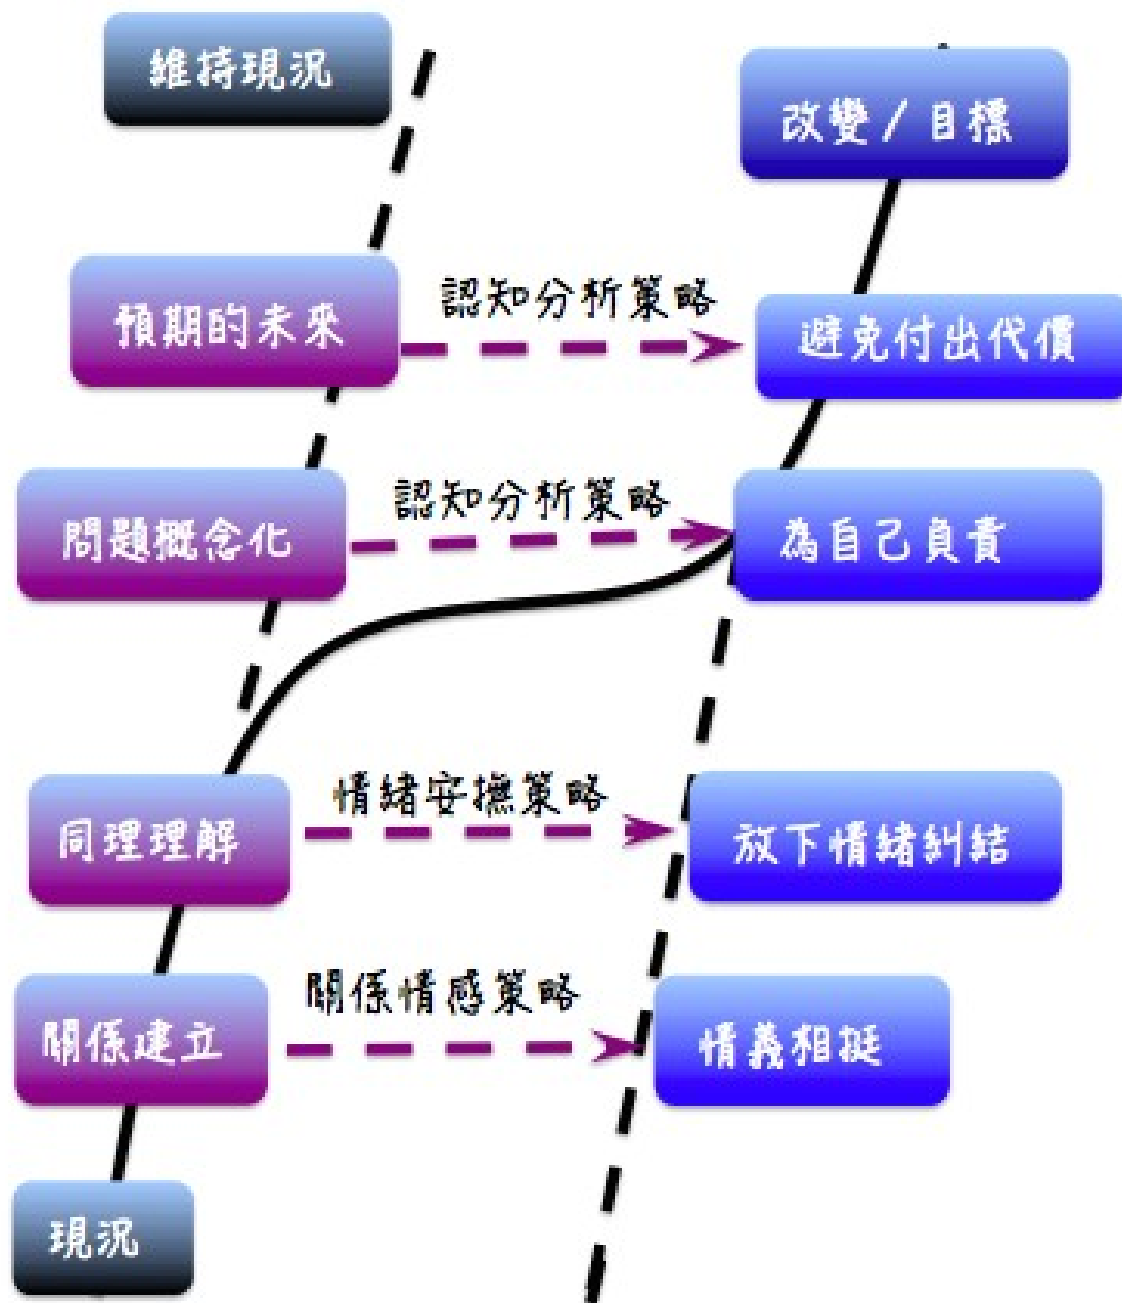 維持現況
改變／目標
預期的未來
認知分析策略
避免付出代價
問題概念化
認知分析策略
為自己負責
同理理解
情緒安撫策略
放下情緒糾結
關係建立
關係情感策略
情義相挺
現況